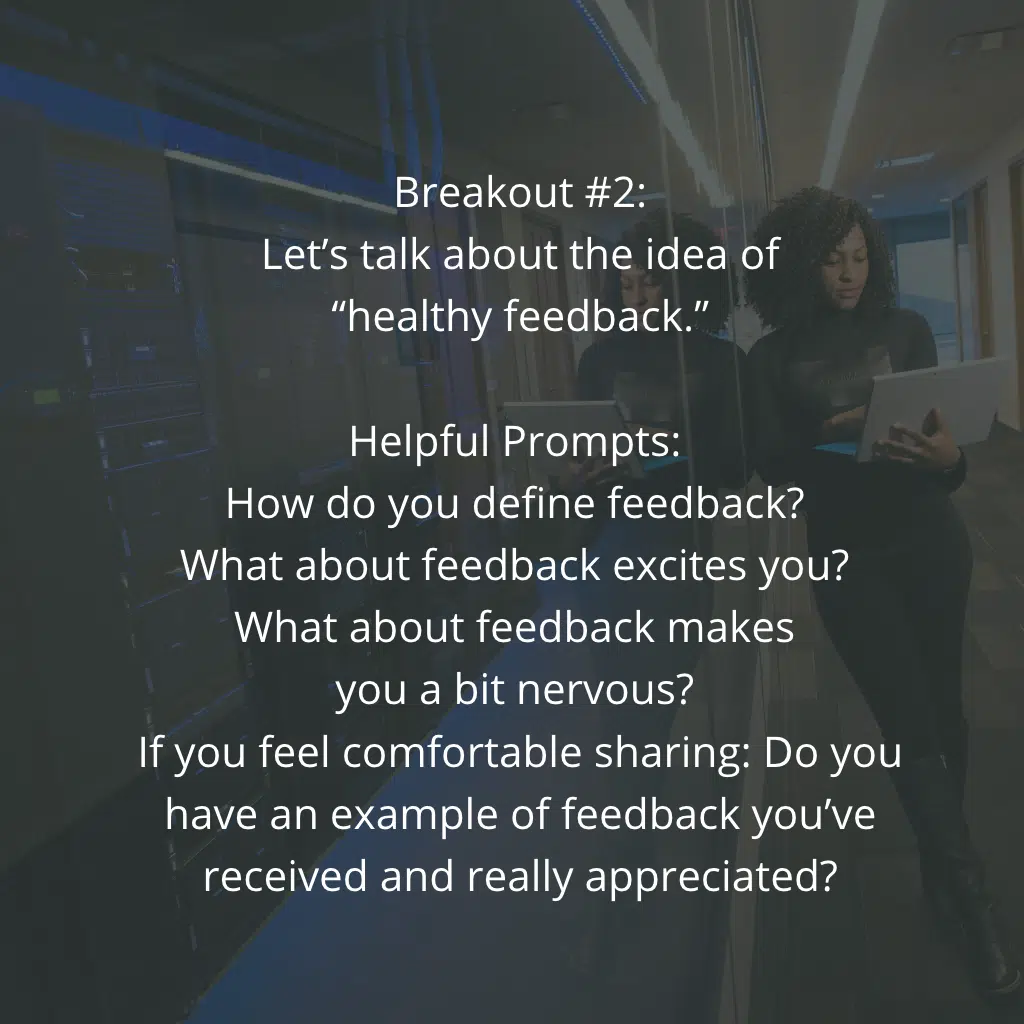 Breakout #2:
Let’s talk about the idea of
“healthy feedback.”
Helpful Prompts:
How do you define feedback?
What about feedback excites you?
What about feedback makes
you a bit nervous?
If you feel comfortable sharing: Do you
have an example of feedback you’ve
received and really appreciated?